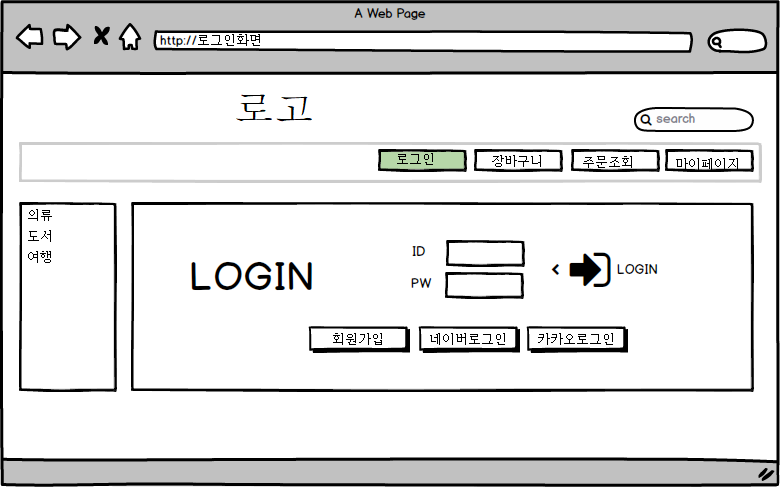 A Web Page
http://로그인화면
로고
search
로그인 장바구니 주문조회 마이페이지
의류
도서
여행
LOGIN
ID
PW
< LOGIN
회원가입 네이버로그인 카카오로그인